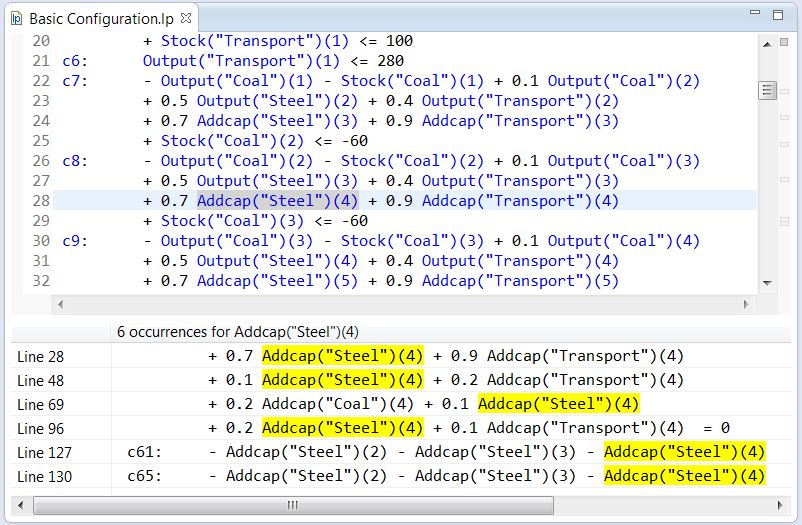 lp Basic Configuration.lp
20 + Stock("Transport")(1) <= 100
21 c6: Output("Transport")(1) <= 280
22 c7: - Output("Coal")(1) - Stock("Coal")(1) + 0.1 Output("Coal")(2)
23 + 0.5 Output("Steel")(2) + 0.4 Output("Transport")(2)
24 + 0.7 Addcap("Steel")(3) + 0.9 Addcap("Transport")(3)
25 + Stock("Coal")(2) <= -60
26 c8: - Output("Coal")(2) - Stock("Coal")(2) + 0.1 Output("Coal")(3)
27 + 0.5 Output("Steel")(3) + 0.4 Output("Transport")(3)
28 + 0.7 Addcap("Steel")(4) + 0.9 Addcap("Transport")(4)
29 + Stock("Coal")(3) <= -60
30 c9: - Output("Coal")(3) - Stock("Coal")(3) + 0.1 Output("Coal")(4)
31 + 0.5 Output("Steel")(4) + 0.4 Output("Transport")(4)
32 + 0.7 Addcap("Steel")(5) + 0.9 Addcap("Transport")(5)
6 occurrences for Addcap("Steel")(4)
Line 28 + 0.7 Addcap("Steel")(4) + 0.9 Addcap("Transport")(4)
Line 48 + 0.1 Addcap("Steel")(4) + 0.2 Addcap("Transport")(4)
Line 69 + 0.2 Addcap("Coal")(4) + 0.1 Addcap("Steel")(4)
Line 96 + 0.2 Addcap("Steel")(4) + 0.1 Addcap("Transport")(4) = 0
Line 127 c61: - Addcap("Steel")(2) - Addcap("Steel")(3) - Addcap("Steel")(4)
Line 130 c65: - Addcap("Steel")(2) - Addcap("Steel")(3) - Addcap("Steel")(4)